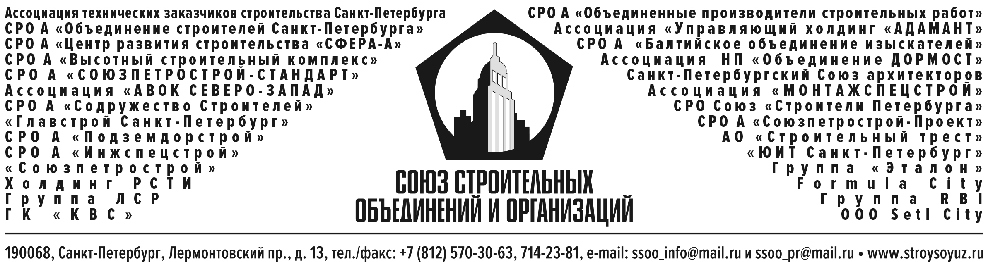 Ассоциация технических заказчиков строительства Санкт-Петербурга
СРО А «Объединение строителей Санкт-Петербурга»
СРО А «Центр развития строительства «СФЕРА-А»
СРО А «Высотный строительный комплекс»
СРО А «СОЮЗПЕТРОСТРОЙ-СТАНДАРТ»
Ассоциация «АВОК СЕВЕРО-ЗАПАД»
СРО А «Содружество Строителей»
«Главстрой Санкт-Петербург»
СРО А «Подземдорстрой»
СРО А «Инжспецстрой»
«Союзпетрострой»
Холдинг РСТИ
Группа ЛСР
ГК «КВС»
СОЮЗ СТРОИТЕЛЬНЫХ
ОБЪЕДИНЕНИЙ И ОРГАНИЗАЦИЙ
СРО А «Объединенные производители строительных работ»
Ассоциация «Управляющий холдинг «АДАМАНТ»
СРО А «Балтийское объединение изыскателей»
Ассоциация НП «Объединение ДОРМОСТ»
Санкт-Петербургский Союз архитекторов
Ассоциация «МОНТАЖСПЕЦСТРОЙ»
СРО Союз «Строители Петербурга»
СРО А «Союзпетрострой-Проект»
АО «Строительный трест»
«ЮИТ Санкт-Петербург»
Группа «Эталон»
Formula City
Группа RBI
ООО Setl City
190068, Санкт-Петербург, Лермонтовский пр., д. 13, тел./факс: +7 (812) 570-30-63, 714-23-81, e-mail: ssoo_info@mail.ru и ssoo_pr@mail.ru • www.stroysoyuz.ru